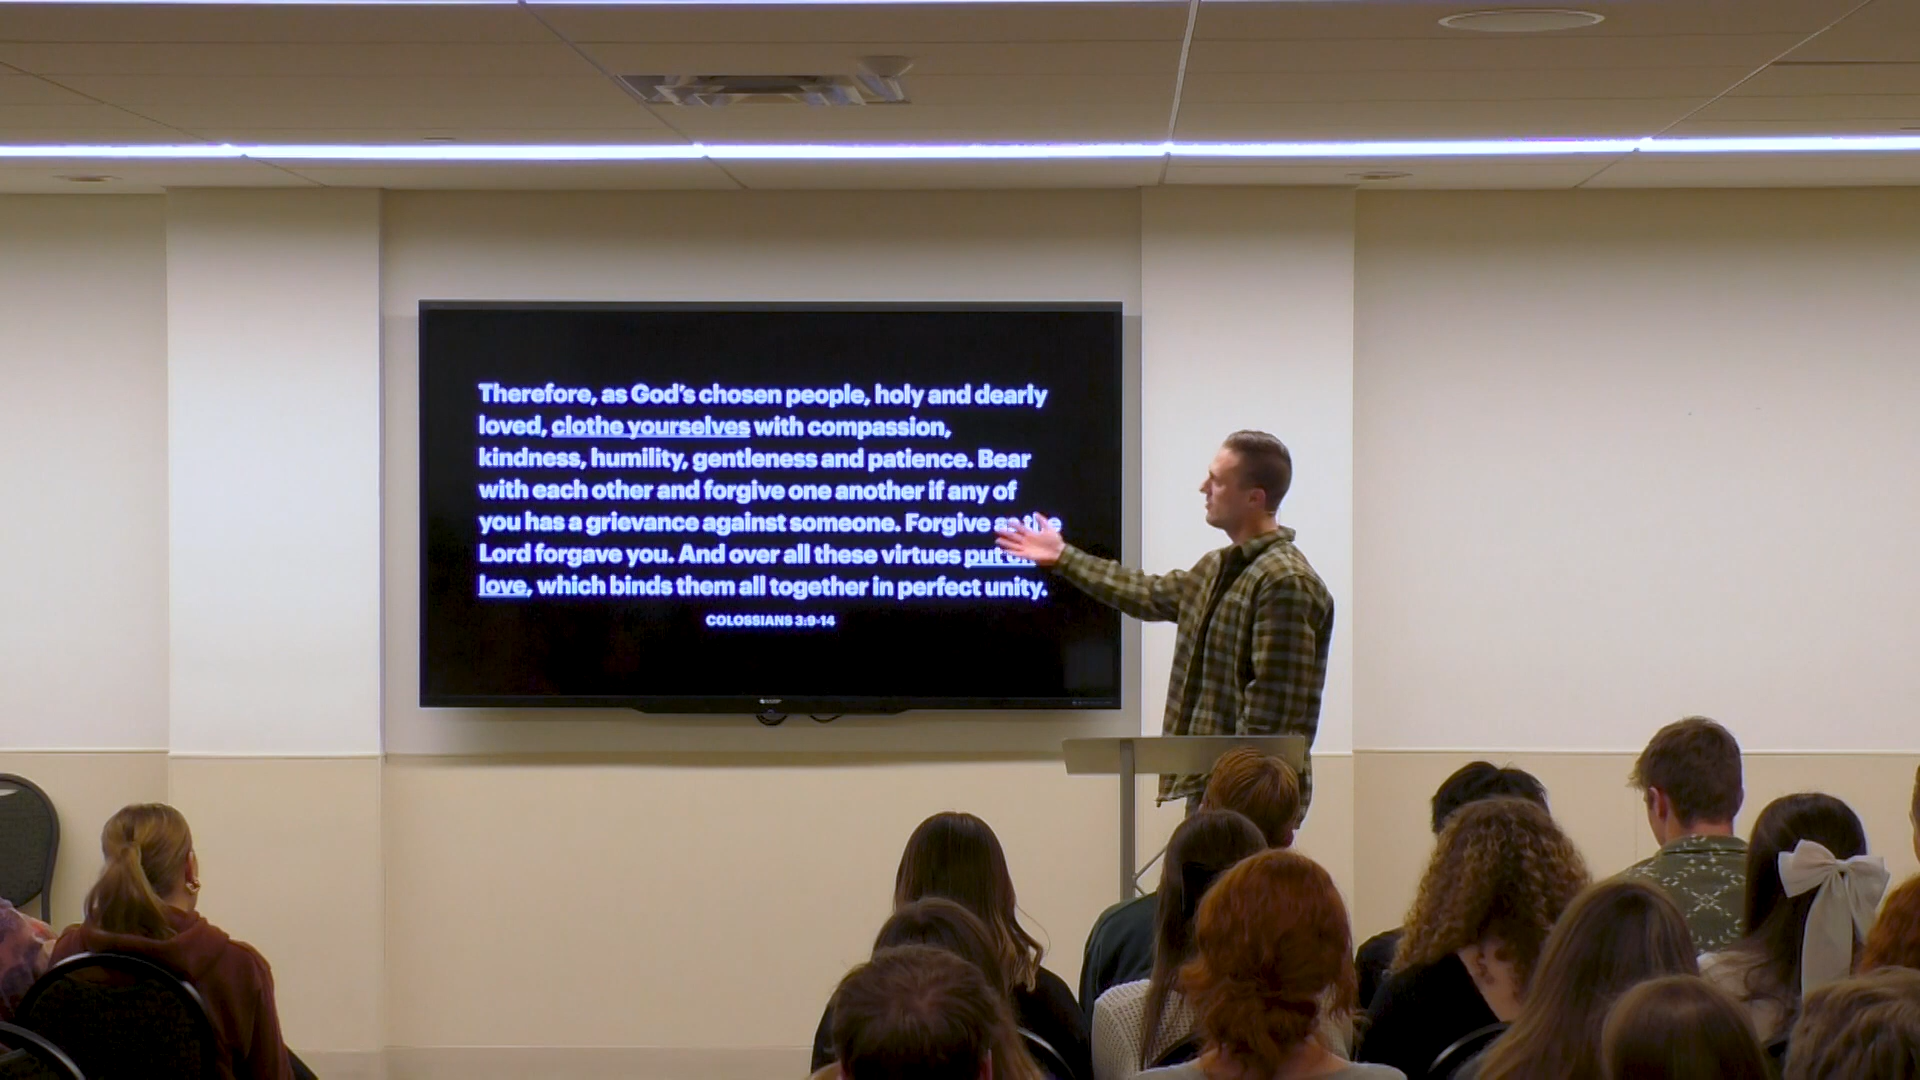 Therefore, as God's chosen people, holy and dearly
loved, clothe yourselves with compassion,
kindness, humility, gentleness and patience. Bear
with each other and forgive one another if any of
you has a grievance against someone. Forgive as the
Lord forgave you. And over all these virtues put on
love, which binds them all together in perfect unity.
COLOSSIANS 3:9-14